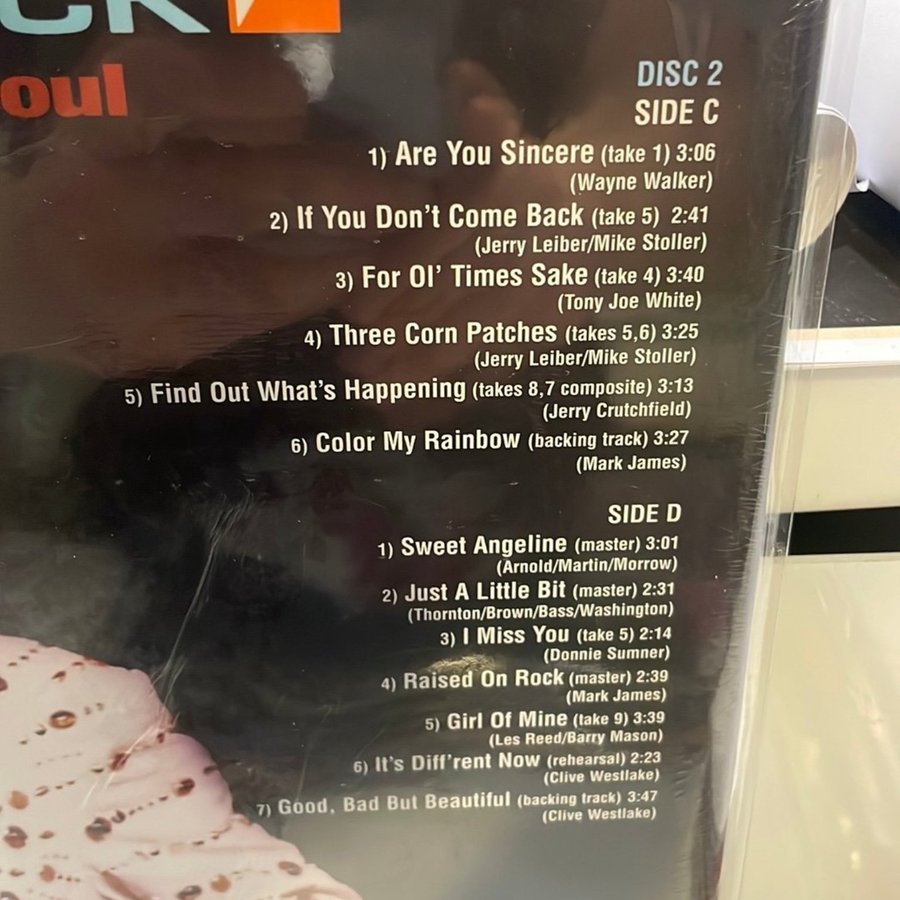 CK
oul
DISC 2
SIDE C
1) Are You Sincere (take 1) 3:06
(Wayne Walker)
2) If You Don't Come Back (take 5) 2:41
(Jerry Leiber/Mike Stoller)
3) For Ol' Times Sake (take 4) 3:40
(Tony Joe White)
4) Three Corn Patches (takes 5,6) 3:25
(Jerry Leiber/Mike Stoller)
5) Find Out What's Happening (takes 8,7 composite) 3:13
(Jerry Crutchfield)
6) Color My Rainbow (backing track) 3:27
(Mark James)
SIDE D
1) Sweet Angeline (master) 3:01
(Arnold/Martin/Morrow)
2) Just A Little Bit (master) 2:31
(Thornton/Brown/Bass/Washington)
3) I Miss You (take 5) 2:14
(Donnie Sumner)
4) Raised On Rock (master) 2:39
(Mark James)
5) Girl Of Mine (take 9) 3:39
(Les Reed/Barry Mason)
6) It's Diff'rent Now (rehearsal) 2:23
(Clive Westlake)
7) Good, Bad But Beautiful (backing track) 3:47
(Clive Westlake)